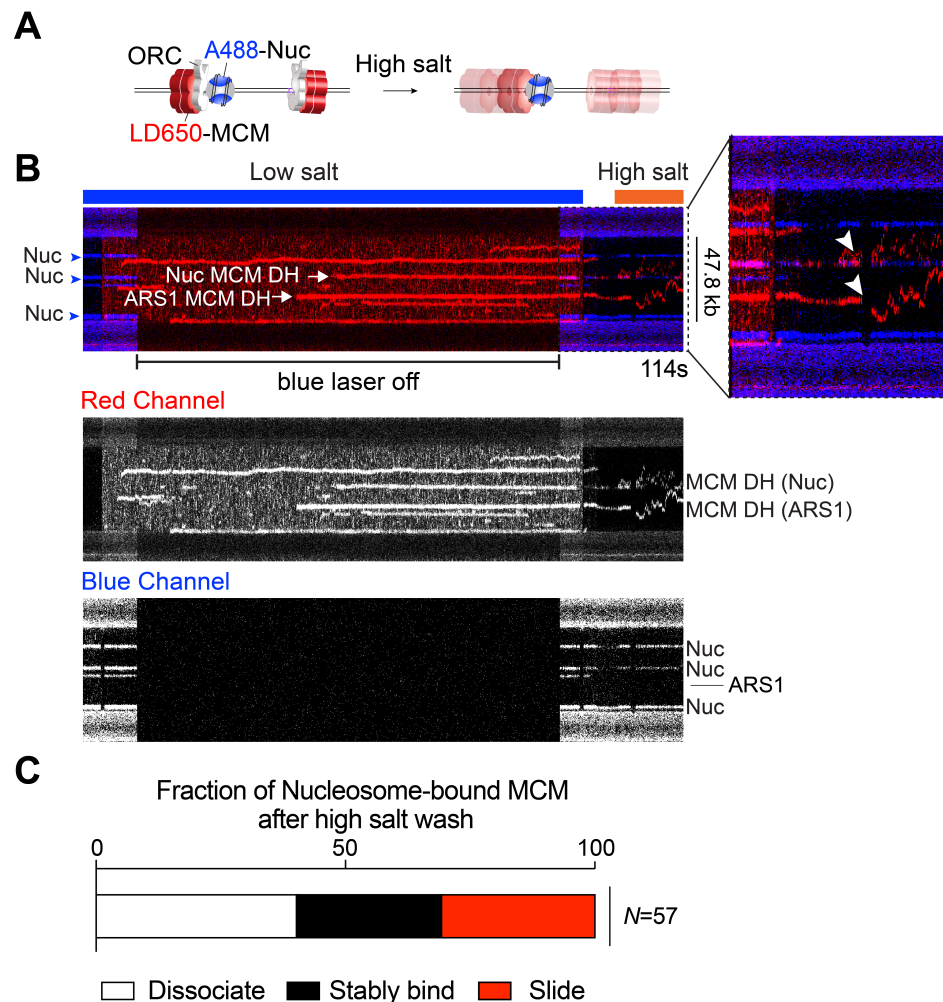 A
ORC A488-Nuc
High salt
LD650-MCM
B
Low salt
High salt
Nuc
Nuc
Nuc
Nuc MCM DH
ARS1 MCM DH
47.8 kb
blue laser off
114s
Red Channel
MCM DH (Nuc)
MCM DH (ARS1)
Blue Channel
Nuc
Nuc
ARS1
Nuc
C
Fraction of Nucleosome-bound MCM
after high salt wash
0 50 100
N=57
Dissociate Stably bind Slide